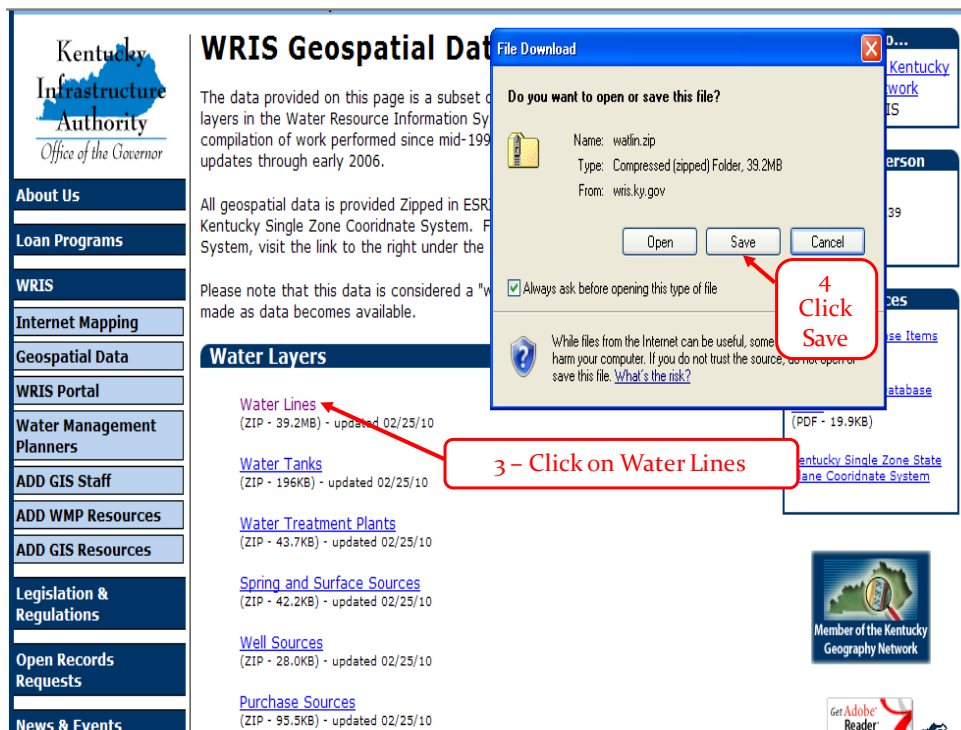 Kentucky
Infrastructure
Authority
Office of the Governor
About Us
Loan Programs
WRIS
Internet Mapping
Geospatial Data
WRIS Portal
Water Management
Planners
ADD GIS Staff
ADD WMP Resources
ADD GIS Resources
Legislation &
Regulations
Open Records
Requests
News & Events
WRIS Geospatial Dat
The data provided on this page is a subset
layers in the Water Resource Information Sy
compilation of work performed since mid-199
updates through early 2006.
All geospatial data is provided Zipped in ESRI
Kentucky Single Zone Cooridnate System. F
System, visit the link to the right under the
Please note that this data is considered a "w
made as data becomes available.
Water Layers
Water Lines
(ZIP - 39.2MB) - updated 02/25/10
Water Tanks
(ZIP - 196KB) - updated 02/25/10
Water Treatment Plants
(ZIP - 43.7KB) - updated 02/25/10
Spring and Surface Sources
(ZIP - 42.2KB) - updated 02/25/10
Well Sources
(ZIP - 28.0KB) - updated 02/25/10
Purchase Sources
(ZIP - 95.5KB) - updated 02/25/10
3 – Click on Water Lines
File Download
Do you want to open or save this file?
Name: watlin.zip
Type: Compressed (zipped) Folder, 39.2MB
From: wris.ky.gov
Open
Save
Cancel
Always ask before opening this type of file
4
Click
Save
While files from the Internet can be useful, some
harm your computer. If you do not trust the source, do not open or
save this file. What's the risk?
o...
Kentucky
work
IS
erson
39
ces
se Items
atabase
(PDF - 19.9KB)
entucky Single Zone State
lane Cooridnate System
Member of the Kentucky
Geography Network
Get Adobe
Reader